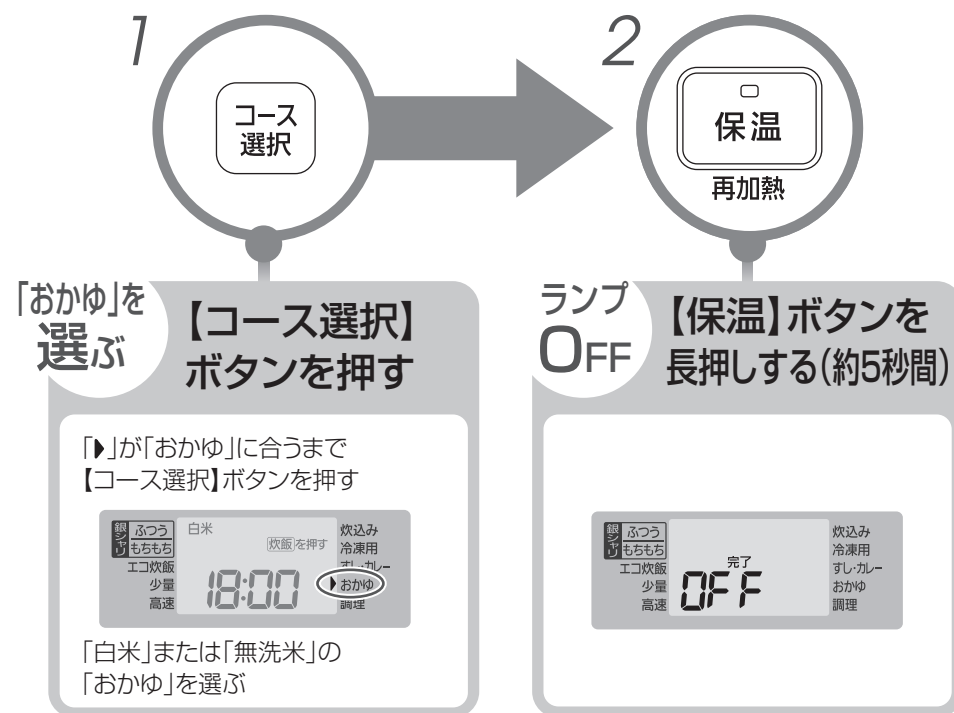 1
コース
選択
「おかゆ」を
選ぶ
【コース選択】
ボタンを押す
「▶」が「おかゆ」に合うまで
【コース選択】ボタンを押す
銀シャリ
ふつう
もちもち
エコ炊飯
少量
高速
白米
炊飯を押す
18:00
炊込み
冷凍用
すし・カレー
▶おかゆ
調理
「白米」または「無洗米」の
「おかゆ」を選ぶ
2
保温
再加熱
ランプ
OFF
【保温】ボタンを
長押しする(約5秒間)
銀シャリ
ふつう
もちもち
エコ炊飯
少量
高速
完了
OFF
炊込み
冷凍用
すし・カレー
おかゆ
調理